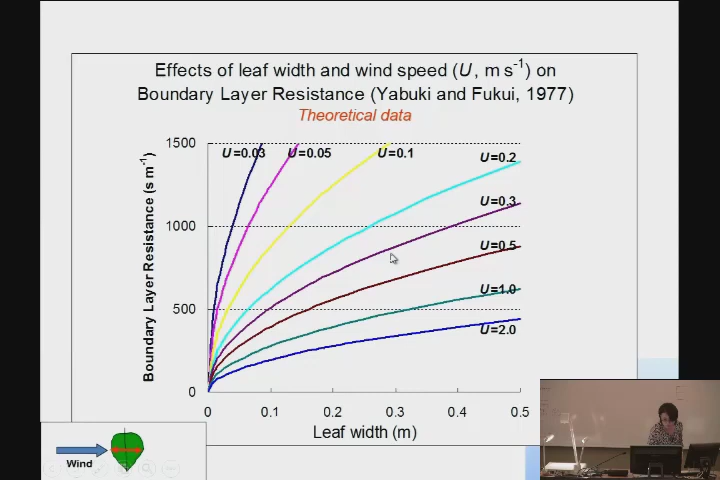 Effects of leaf width and wind speed (U, m s⁻¹) on
Boundary Layer Resistance (Yabuki and Fukui, 1977)
Theoretical data
Boundary Layer Resistance (s m⁻¹)
1500
1000
500
0
U=0.03
U=0.05
U=0.1
U=0.2
U=0.3
U=0.5
U=1.0
U=2.0
0 0.1 0.2 0.3 0.4 0.5
Leaf width (m)
Wind